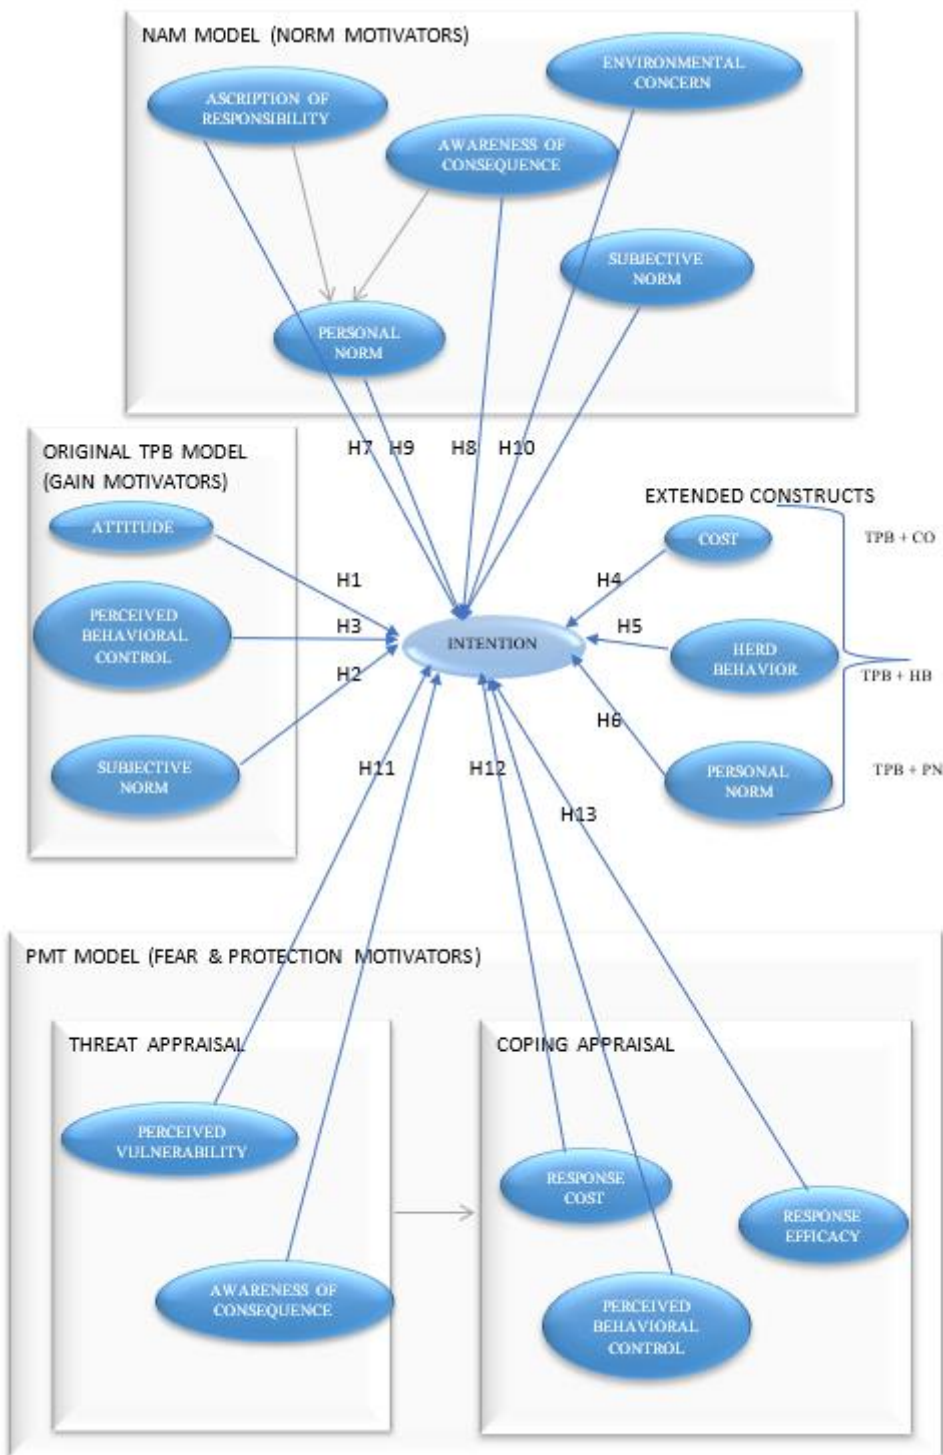 NAM MODEL (NORM MOTIVATORS)
ASCRIPTION OF
RESPONSIBILITY
ENVIRONMENTAL
CONCERN
AWARENESS OF
CONSEQUENCE
SUBJECTIVE
NORM
PERSONAL
NORM
H7
H9
H8
H10
ORIGINAL TPB MODEL
(GAIN MOTIVATORS)
ATTITUDE
PERCEIVED
BEHAVIORAL
CONTROL
SUBJECTIVE
NORM
H1
H3
H2
INTENTION
EXTENDED CONSTRUCTS
COST
TPB + CO
H4
H5
HERD
BEHAVIOR
TPB + HB
H6
PERSONAL
NORM
TPB + PN
H11
H12
H13
PMT MODEL (FEAR & PROTECTION MOTIVATORS)
THREAT APPRAISAL
PERCEIVED
VULNERABILITY
AWARENESS OF
CONSEQUENCE
COPING APPRAISAL
RESPONSE
COST
RESPONSE
EFFICACY
PERCEIVED
BEHAVIORAL
CONTROL